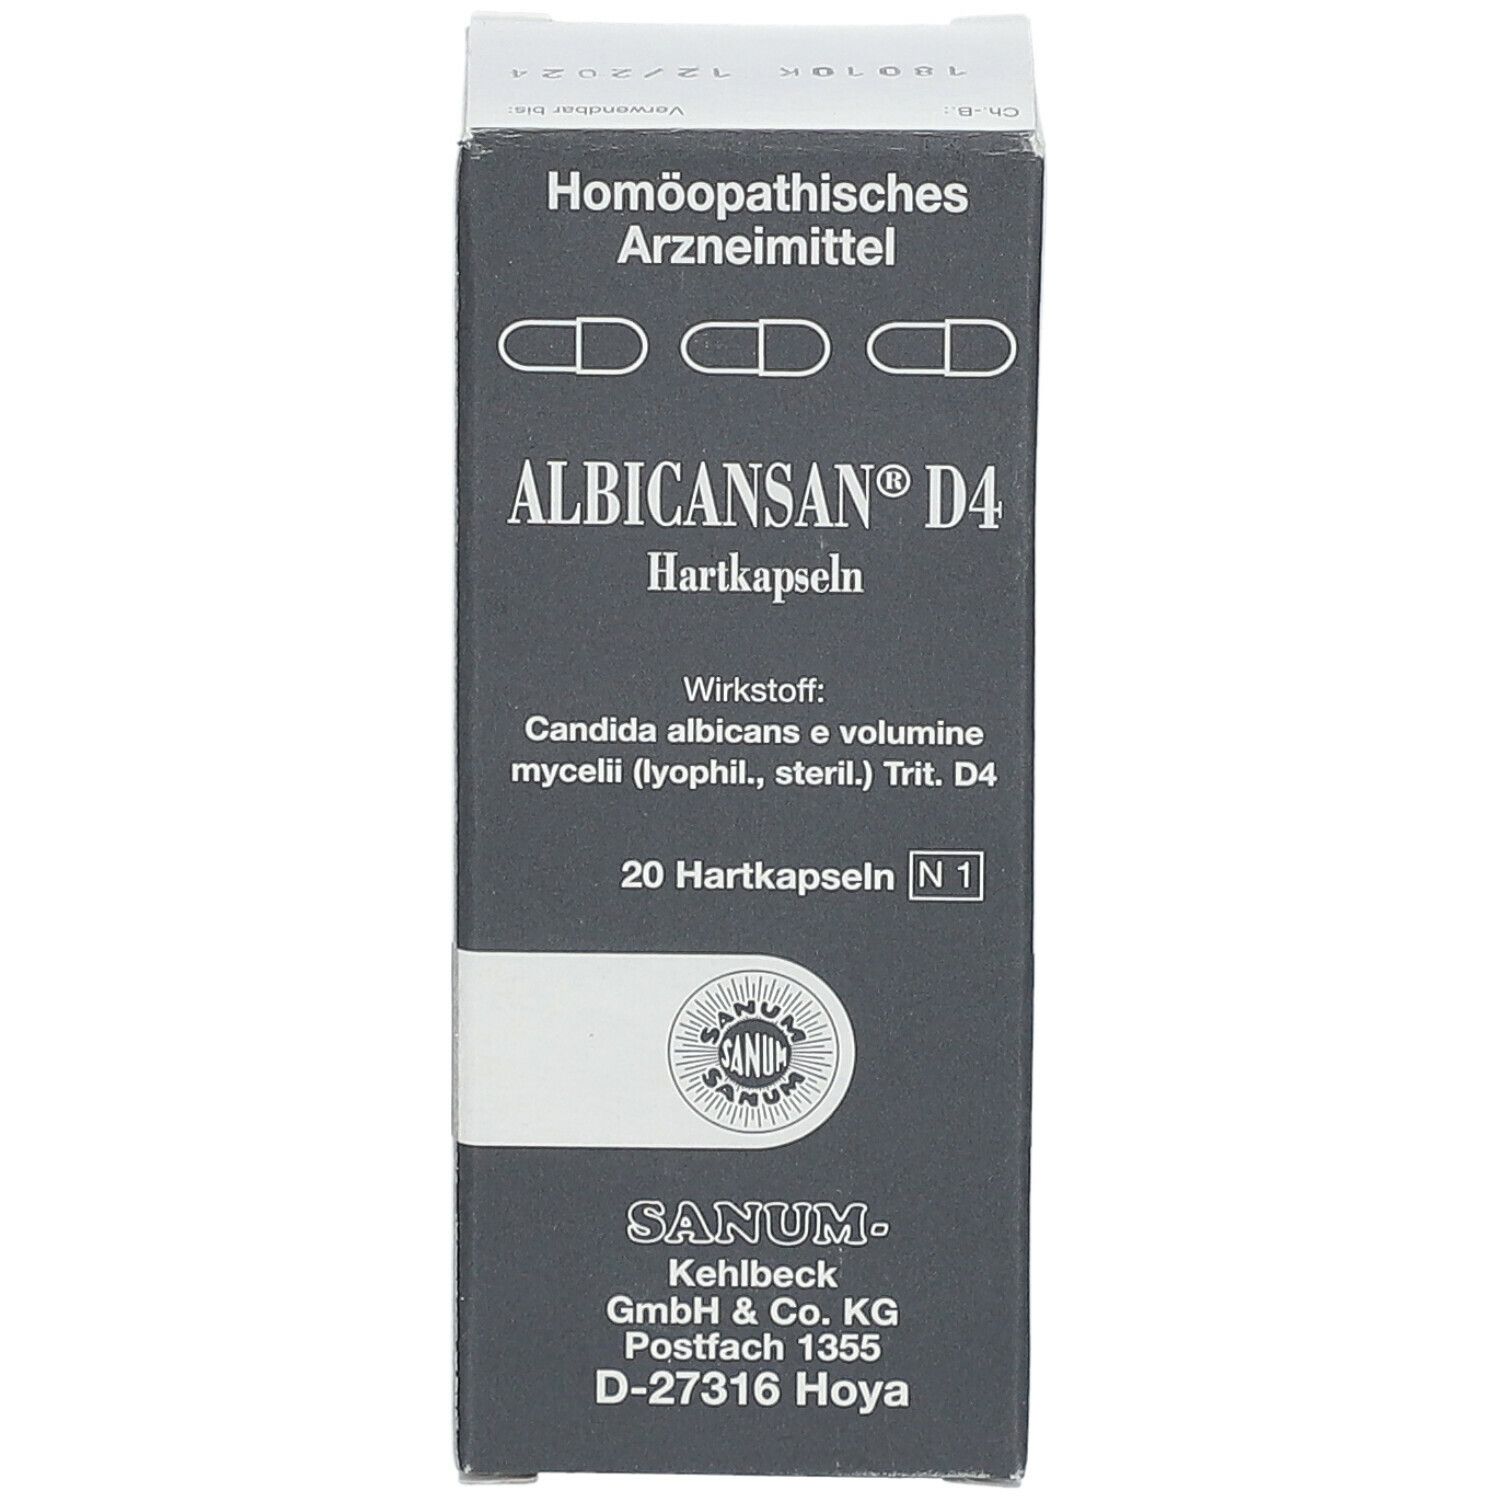 Ch.-B.: Verwendbar bis:
18010K 12/2024
Homöopathisches
Arzneimittel
ALBICANSAN® D4
Hartkapseln
Wirkstoff:
Candida albicans e volumine
mycelii (lyophil., steril.) Trit. D4
20 Hartkapseln N 1
SANUM
SANUM
SANUM
SANUM-
Kehlbeck
GmbH & Co. KG
Postfach 1355
D-27316 Hoya